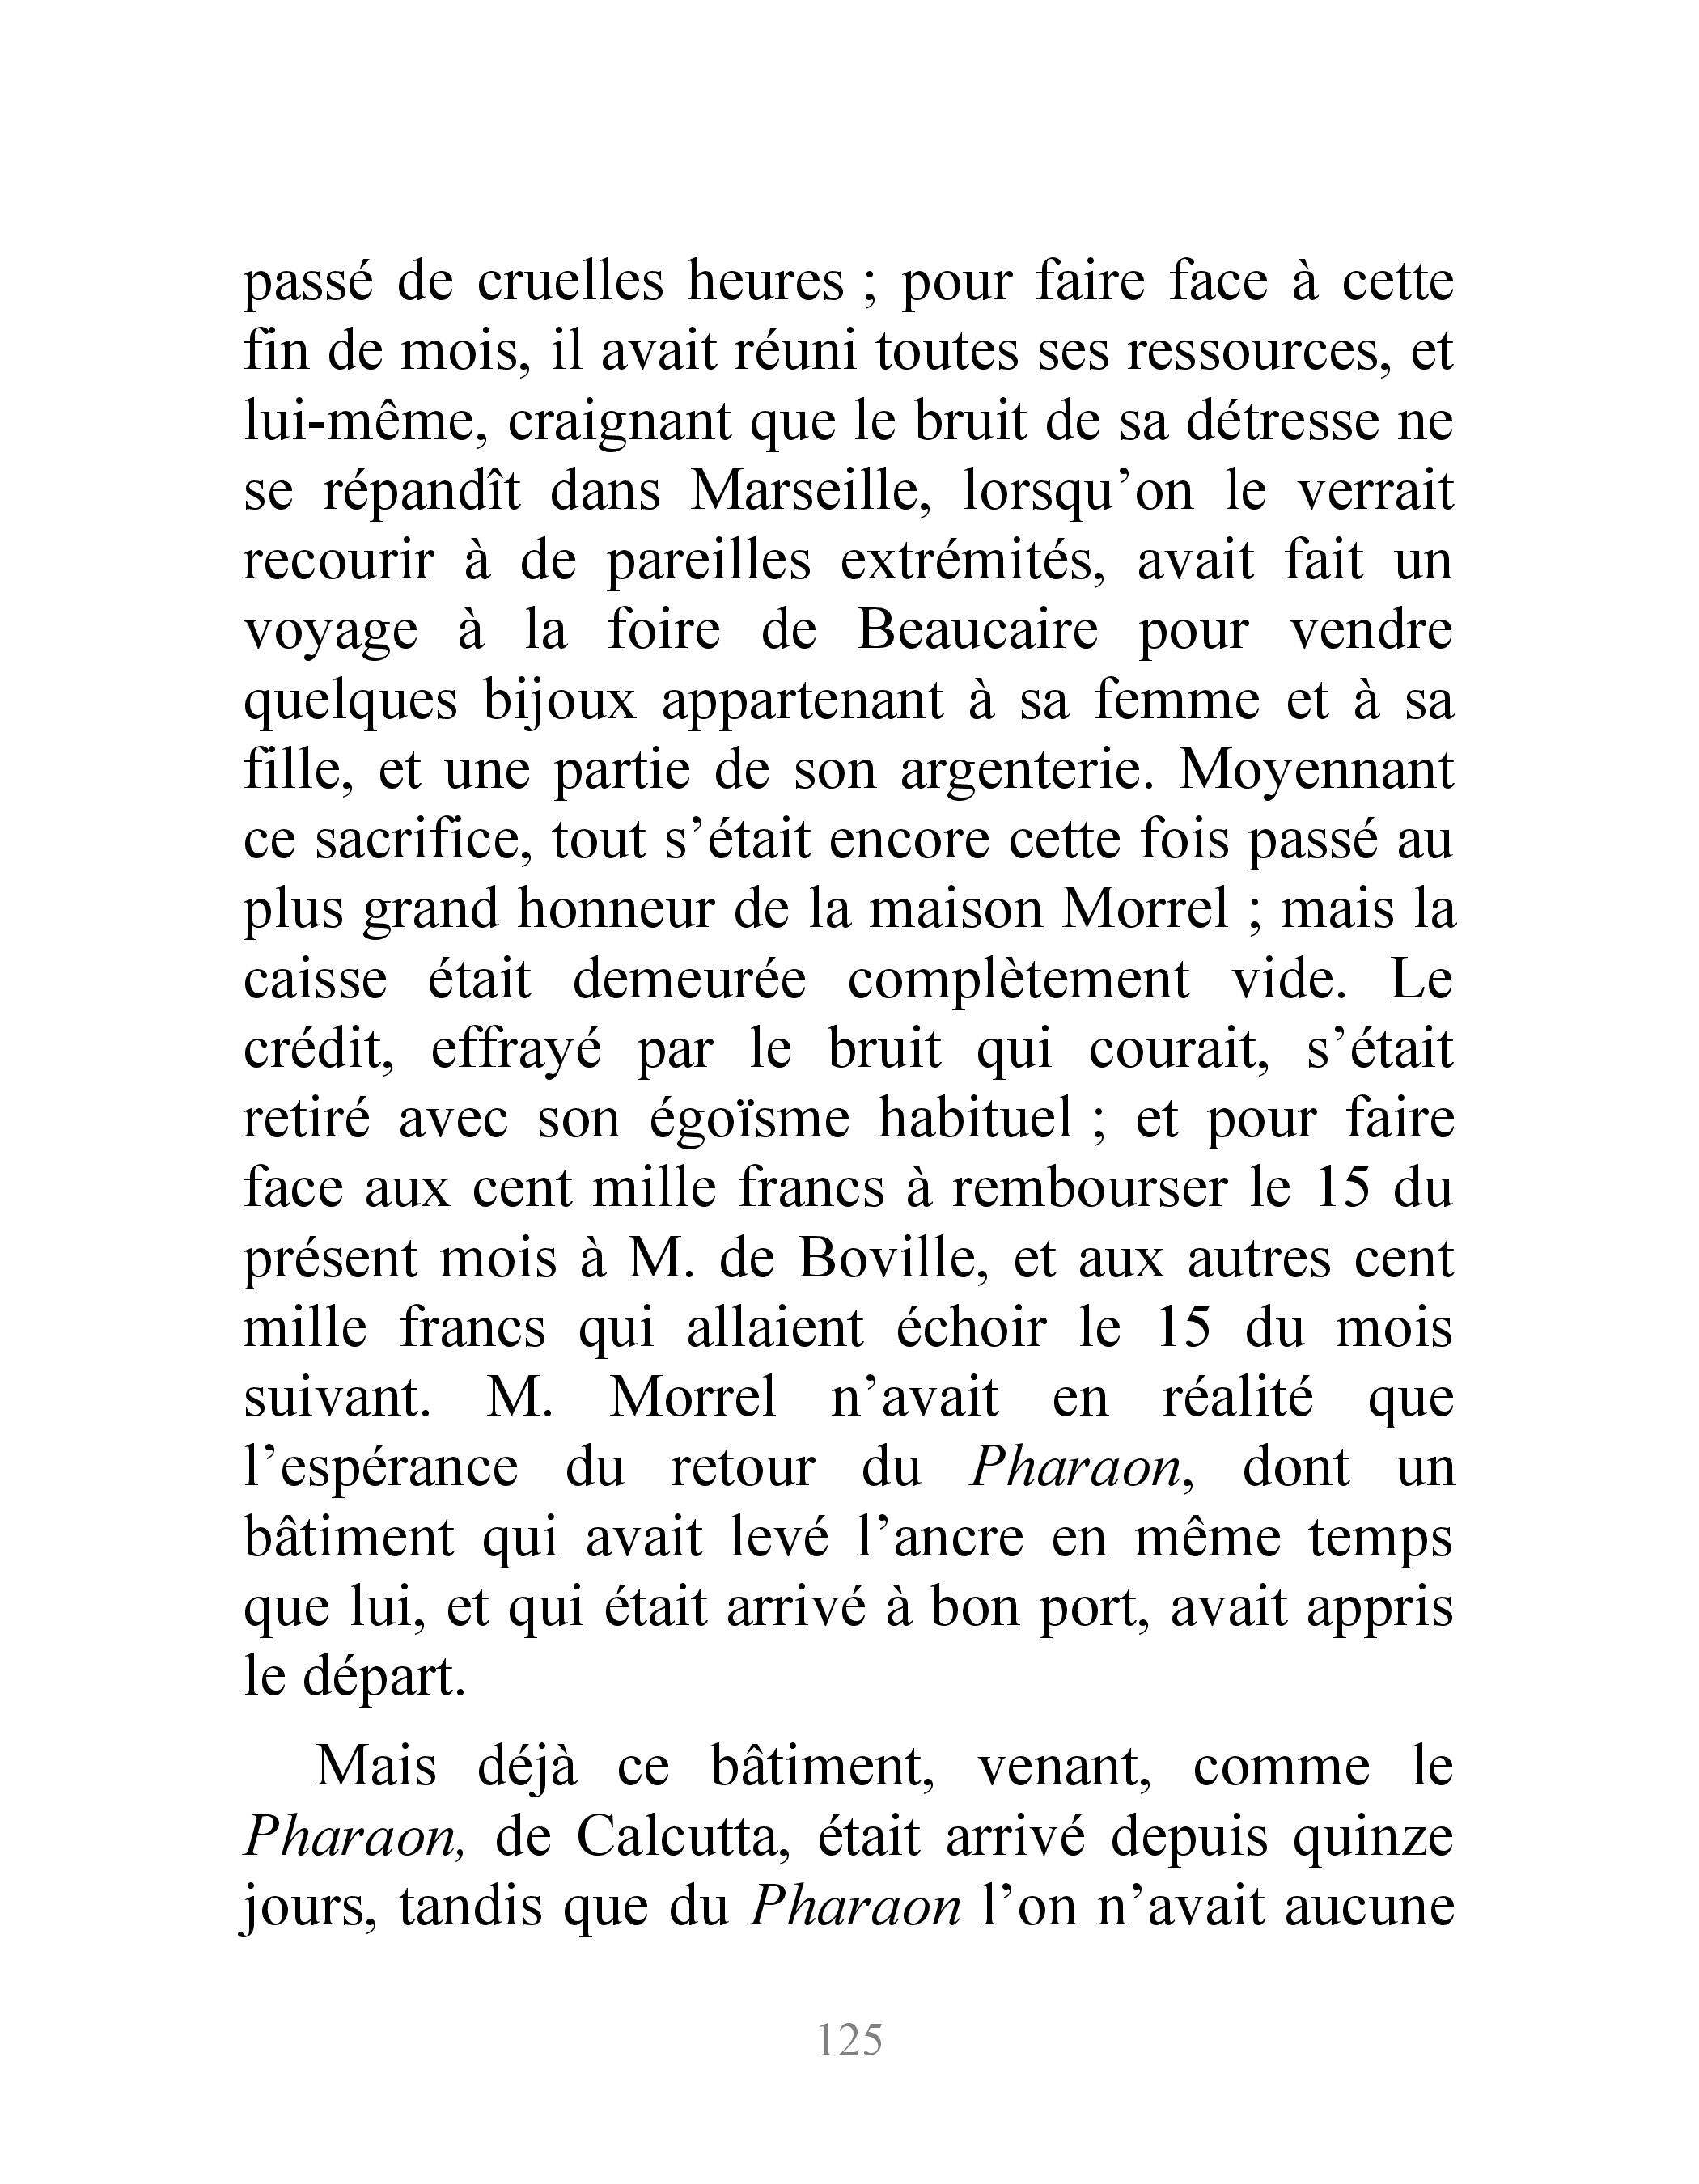 passé de cruelles heures ; pour faire face à cette
fin de mois, il avait réuni toutes ses ressources, et
lui-même, craignant que le bruit de sa détresse ne
se répandît dans Marseille, lorsqu’on le verrait
recourir à de pareilles extrémités, avait fait un
voyage à la foire de Beaucaire pour vendre
quelques bijoux appartenant à sa femme et à sa
fille, et une partie de son argenterie. Moyennant
ce sacrifice, tout s’était encore cette fois passé au
plus grand honneur de la maison Morrel ; mais la
caisse était demeurée complètement vide. Le
crédit, effrayé par le bruit qui courait, s’était
retiré avec son égoïsme habituel ; et pour faire
face aux cent mille francs à rembourser le 15 du
présent mois à M. de Boville, et aux autres cent
mille francs qui allaient échoir le 15 du mois
suivant. M. Morrel n’avait en réalité que
l’espérance du retour du Pharaon, dont un
bâtiment qui avait levé l’ancre en même temps
que lui, et qui était arrivé à bon port, avait appris
le départ.
Mais déjà ce bâtiment, venant, comme le
Pharaon, de Calcutta, était arrivé depuis quinze
jours, tandis que du Pharaon l’on n’avait aucune
125